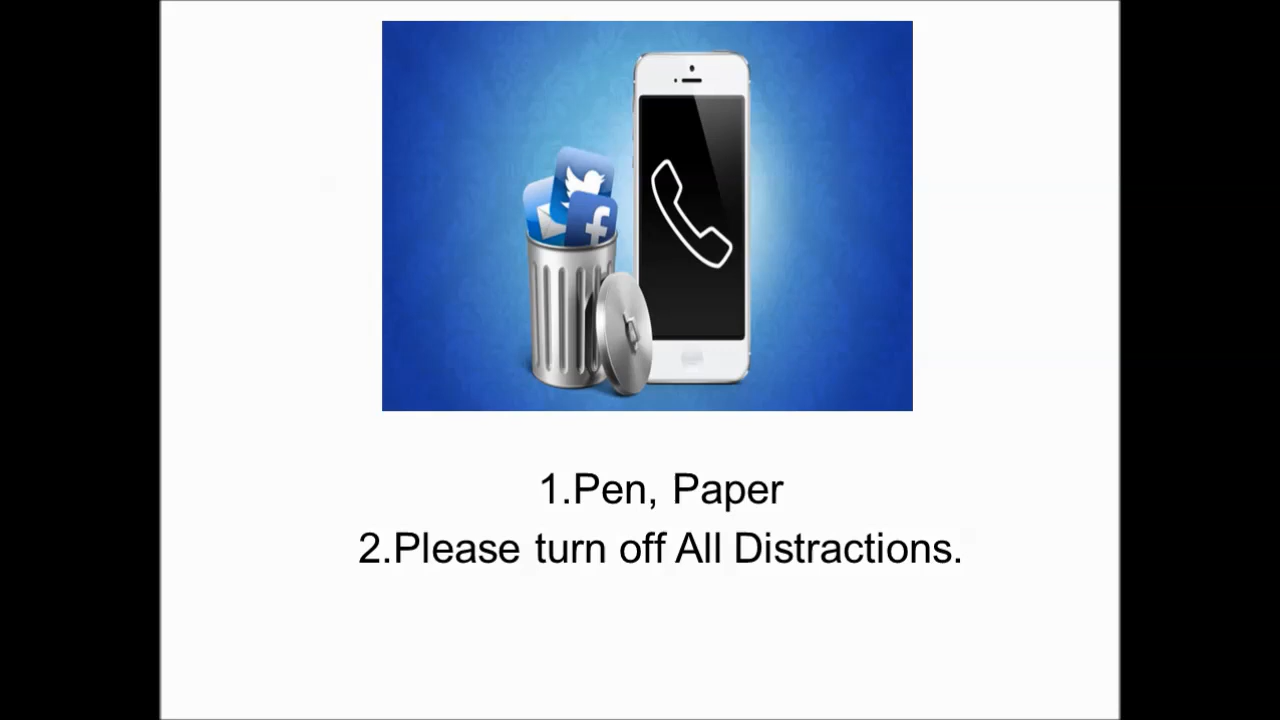 1.Pen, Paper
2.Please turn off All Distractions.